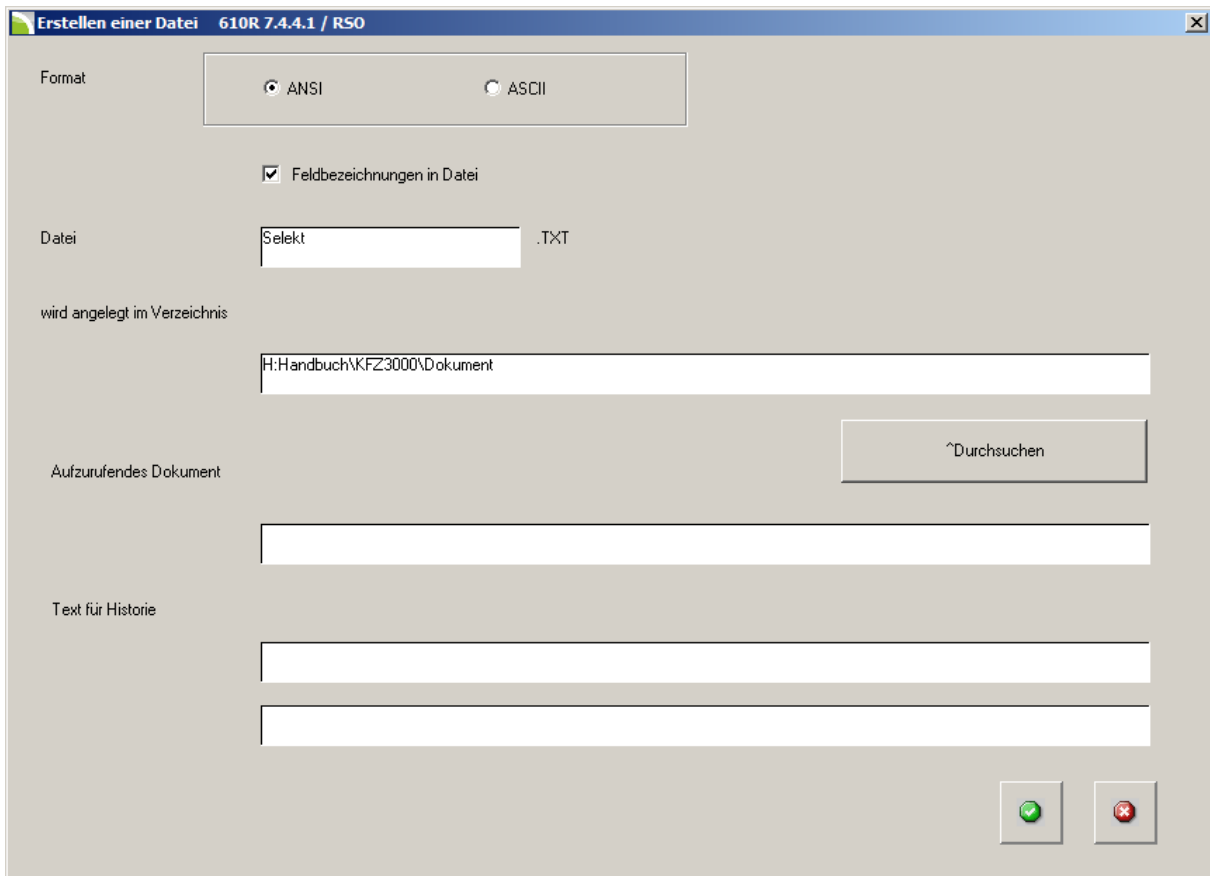 Erstellen einer Datei 610R 7.4.4.1 / RSO
Format
ANSI ASCII
Feldbezeichnungen in Datei
Datei Selekt .TXT
wird angelegt im Verzeichnis
H:Handbuch\KFZ3000\Dokument
^Durchsuchen
Aufzurufendes Dokument
Text für Historie